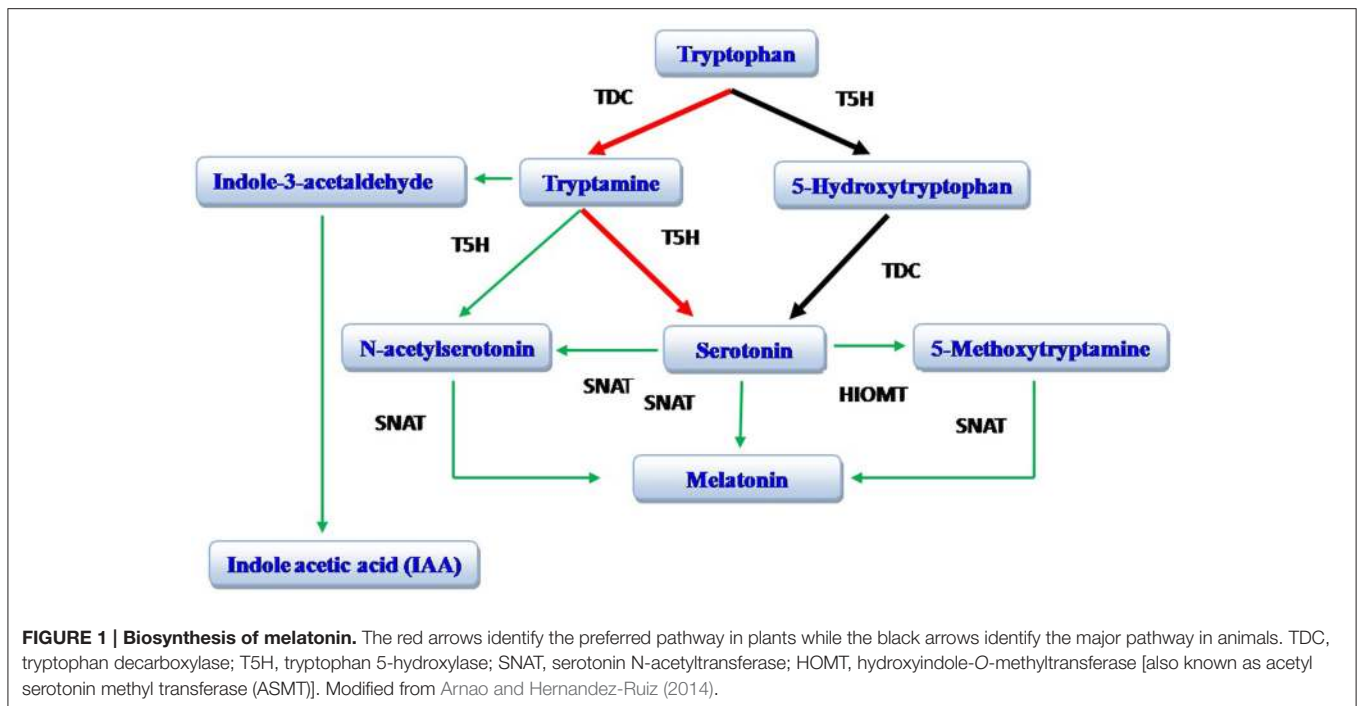 Tryptophan
TDC
T5H
Indole-3-acetaldehyde
Tryptamine
5-Hydroxytryptophan
T5H
T5H
TDC
N-acetylserotonin
Serotonin
5-Methoxytryptamine
SNAT
SNAT
SNAT
HIOMT
SNAT
Melatonin
Indole acetic acid (IAA)
FIGURE 1 | Biosynthesis of melatonin. The red arrows identify the preferred pathway in plants while the black arrows identify the major pathway in animals. TDC,
tryptophan decarboxylase; T5H, tryptophan 5-hydroxylase; SNAT, serotonin N-acetyltransferase; HOMT, hydroxyindole-O-methyltransferase [also known as acetyl
serotonin methyl transferase (ASMT)]. Modified from Arnao and Hernandez-Ruiz (2014).